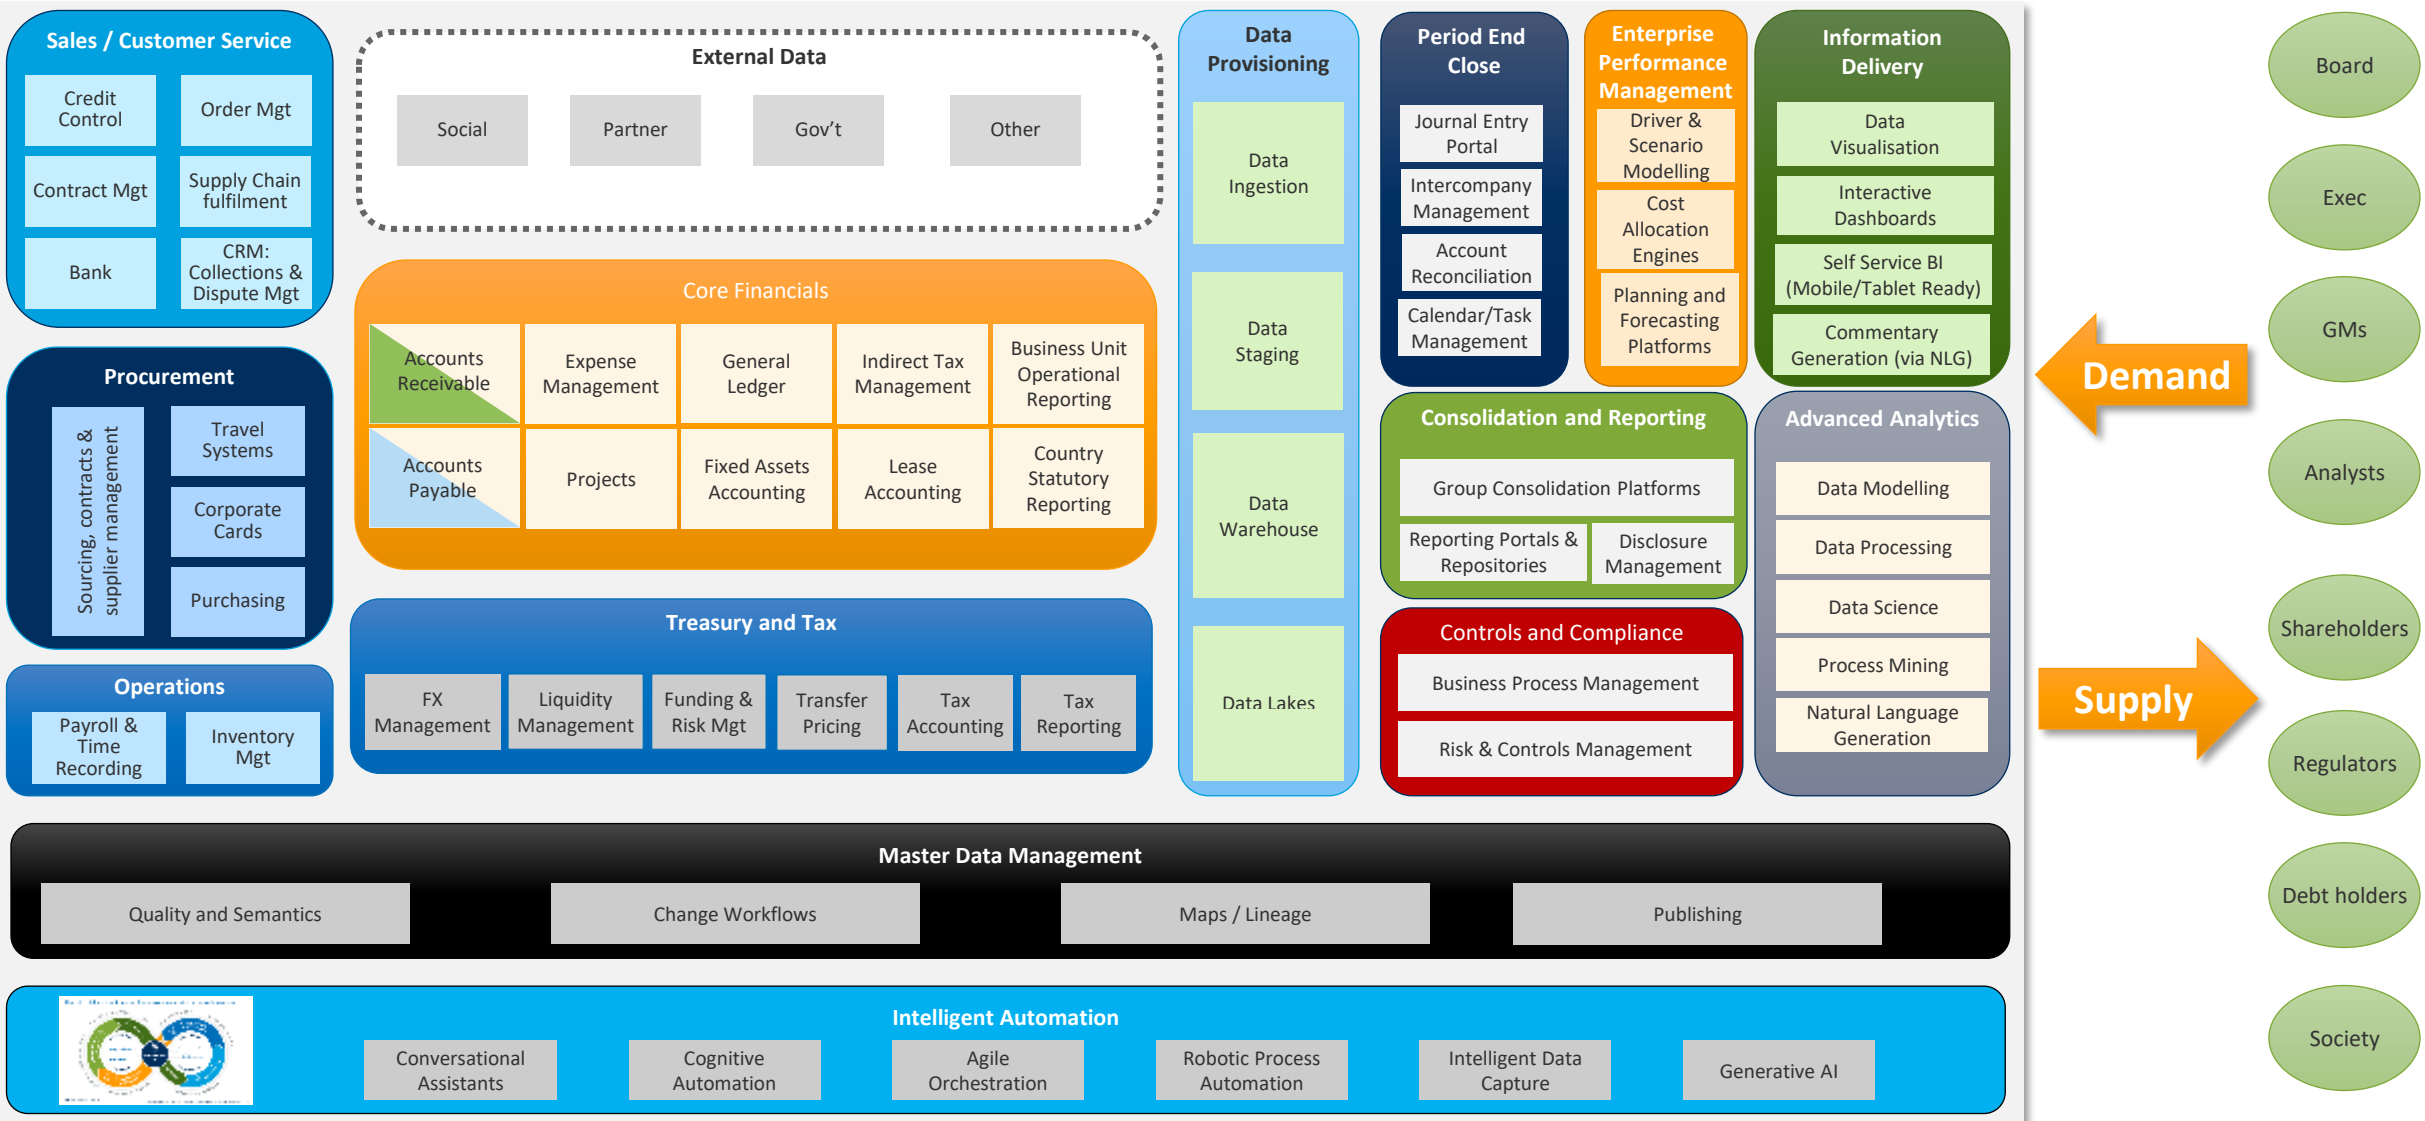 Sales / Customer Service
Credit
Control
Order Mgt
Contract Mgt
Supply Chain
fulfilment
Bank
CRM:
Collections &
Dispute Mgt
Procurement
Sourcing, contracts &
supplier management
Travel
Systems
Corporate
Cards
Purchasing
Operations
Payroll &
Time
Recording
Inventory
Mgt
External Data
Social
Partner
Gov't
Other
Core Financials
Accounts
Receivable
Expense
Management
General
Ledger
Indirect Tax
Management
Business Unit
Operational
Reporting
Accounts
Payable
Projects
Fixed Assets
Accounting
Lease
Accounting
Country
Statutory
Reporting
Treasury and Tax
FX
Management
Liquidity
Management
Funding &
Risk Mgt
Transfer
Pricing
Tax
Accounting
Tax
Reporting
Data
Provisioning
Data
Ingestion
Data
Staging
Data
Warehouse
Data Lakes
Period End
Close
Journal Entry
Portal
Intercompany
Management
Account
Reconciliation
Calendar/Task
Management
Enterprise
Performance
Management
Driver &
Scenario
Modelling
Cost
Allocation
Engines
Planning and
Forecasting
Platforms
Information
Delivery
Data
Visualisation
Interactive
Dashboards
Self Service BI
(Mobile/Tablet Ready)
Commentary
Generation (via NLG)
Consolidation and Reporting
Group Consolidation Platforms
Reporting Portals &
Repositories
Disclosure
Management
Controls and Compliance
Business Process Management
Risk & Controls Management
Advanced Analytics
Data Modelling
Data Processing
Data Science
Process Mining
Natural Language
Generation
Master Data Management
Quality and Semantics
Change Workflows
Maps / Lineage
Publishing
Intelligent Automation
Conversational
Assistants
Cognitive
Automation
Agile
Orchestration
Robotic Process
Automation
Intelligent Data
Capture
Generative AI
Demand
Supply
Board
Exec
GMs
Analysts
Shareholders
Regulators
Debt holders
Society